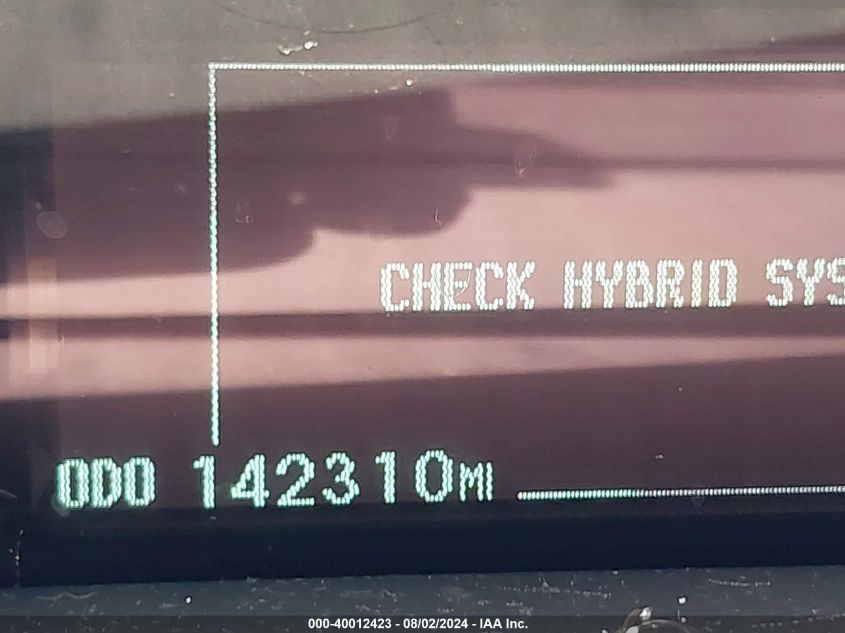 CHECK HYBRID SYS
ODO 142310MI
000-40012423 - 08/02/2024 - IAA Inc.